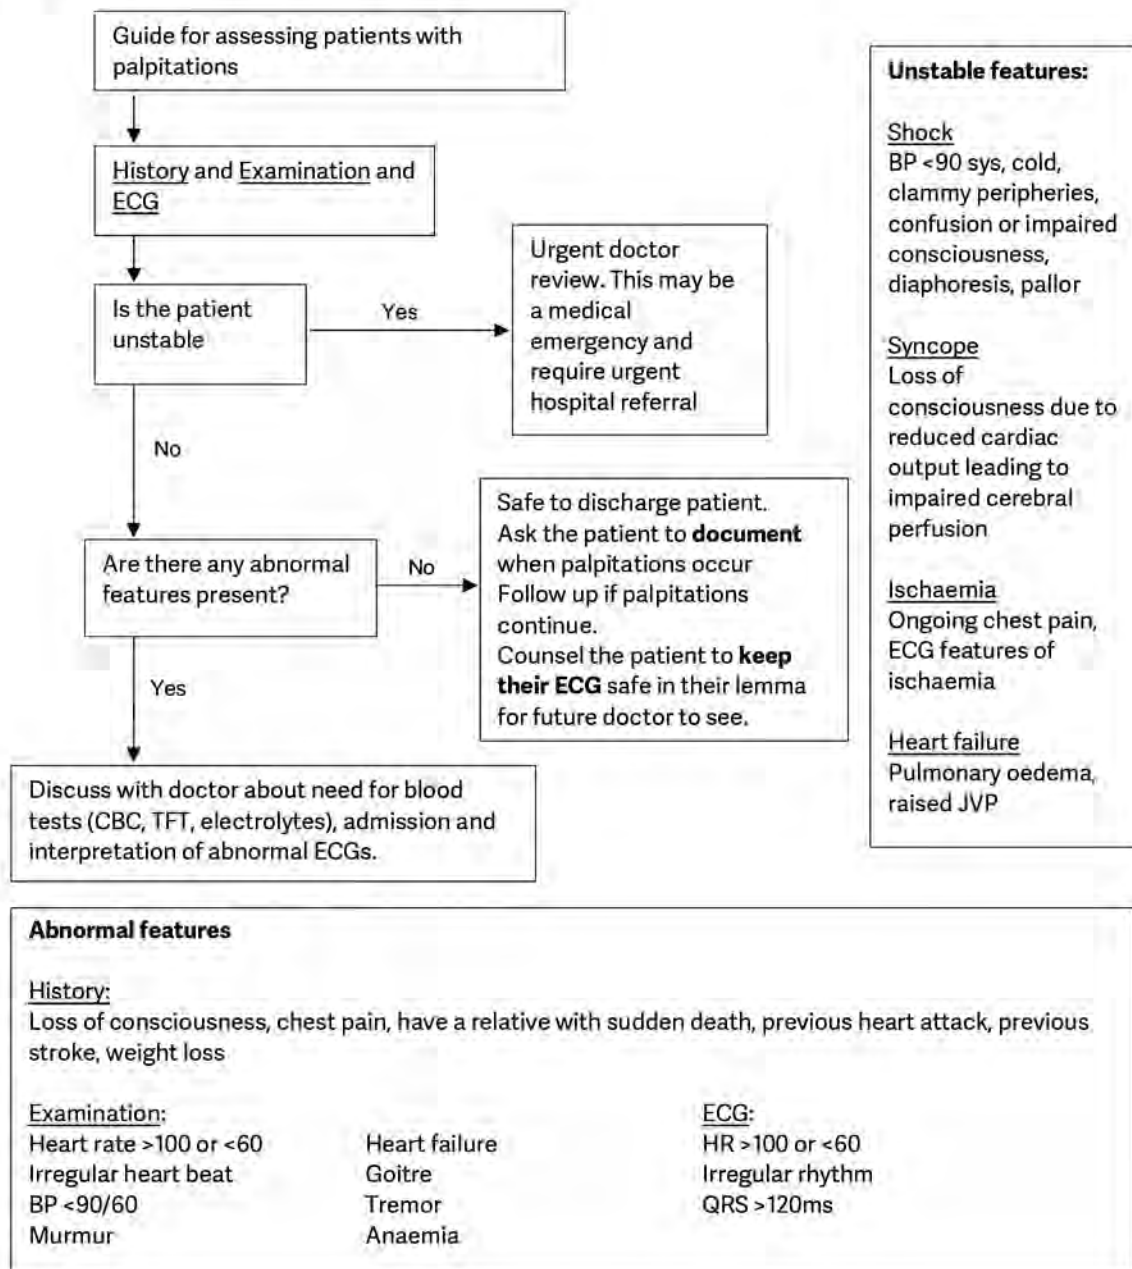 Guide for assessing patients with
palpitations
History and Examination and
ECG
Is the patient
unstable
Yes
Urgent doctor
review. This may be
a medical
emergency and
require urgent
hospital referral
No
Are there any abnormal
features present?
No
Safe to discharge patient.
Ask the patient to document
when palpitations occur
Follow up if palpitations
continue.
Counsel the patient to keep
their ECG safe in their lemma
for future doctor to see.
Yes
Discuss with doctor about need for blood
tests (CBC, TFT, electrolytes), admission and
interpretation of abnormal ECGs.
Unstable features:
Shock
BP <90 sys, cold,
clammy peripheries,
confusion or impaired
consciousness,
diaphoresis, pallor
Syncope
Loss of
consciousness due to
reduced cardiac
output leading to
impaired cerebral
perfusion
Ischaemia
Ongoing chest pain,
ECG features of
ischaemia
Heart failure
Pulmonary oedema,
raised JVP
Abnormal features
History:
Loss of consciousness, chest pain, have a relative with sudden death, previous heart attack, previous
stroke, weight loss
Examination:
Heart rate >100 or <60
Irregular heart beat
BP <90/60
Murmur
Heart failure
Goitre
Tremor
Anaemia
ECG:
HR >100 or <60
Irregular rhythm
QRS >120ms